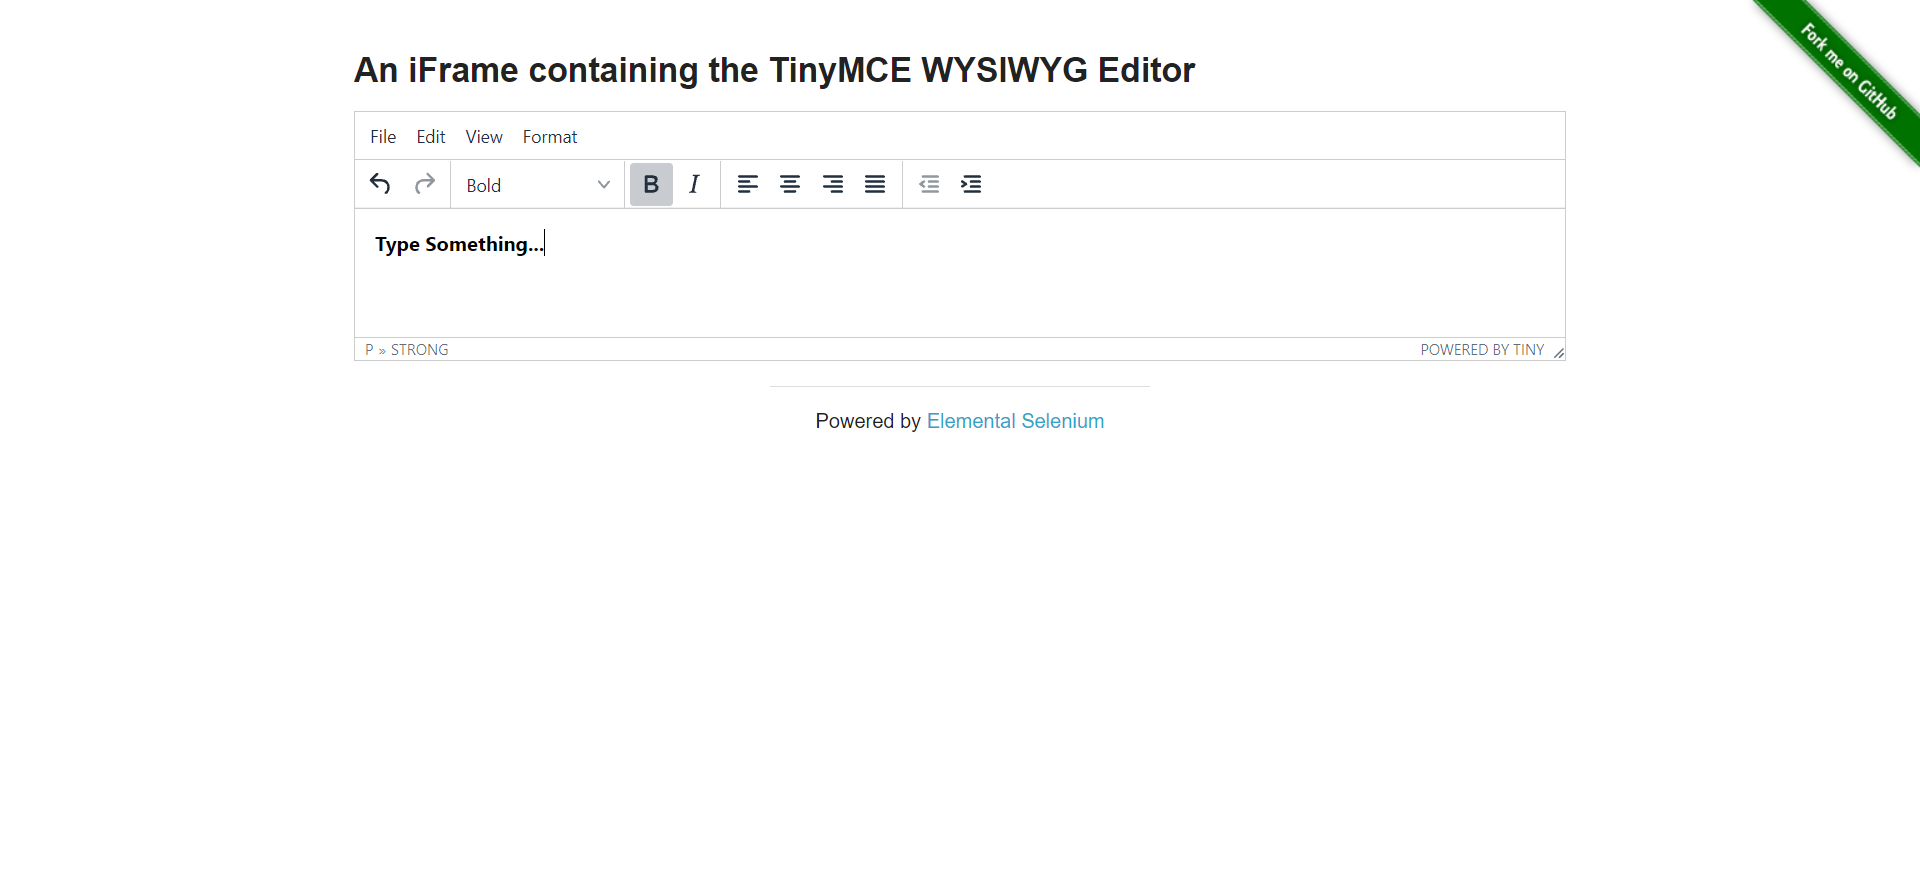 Fork me on GitHub
An iFrame containing the TinyMCE WYSIWYG Editor
File Edit View Format
Bold B I
Type Something...
P » STRONG POWERED BY TINY
Powered by Elemental Selenium